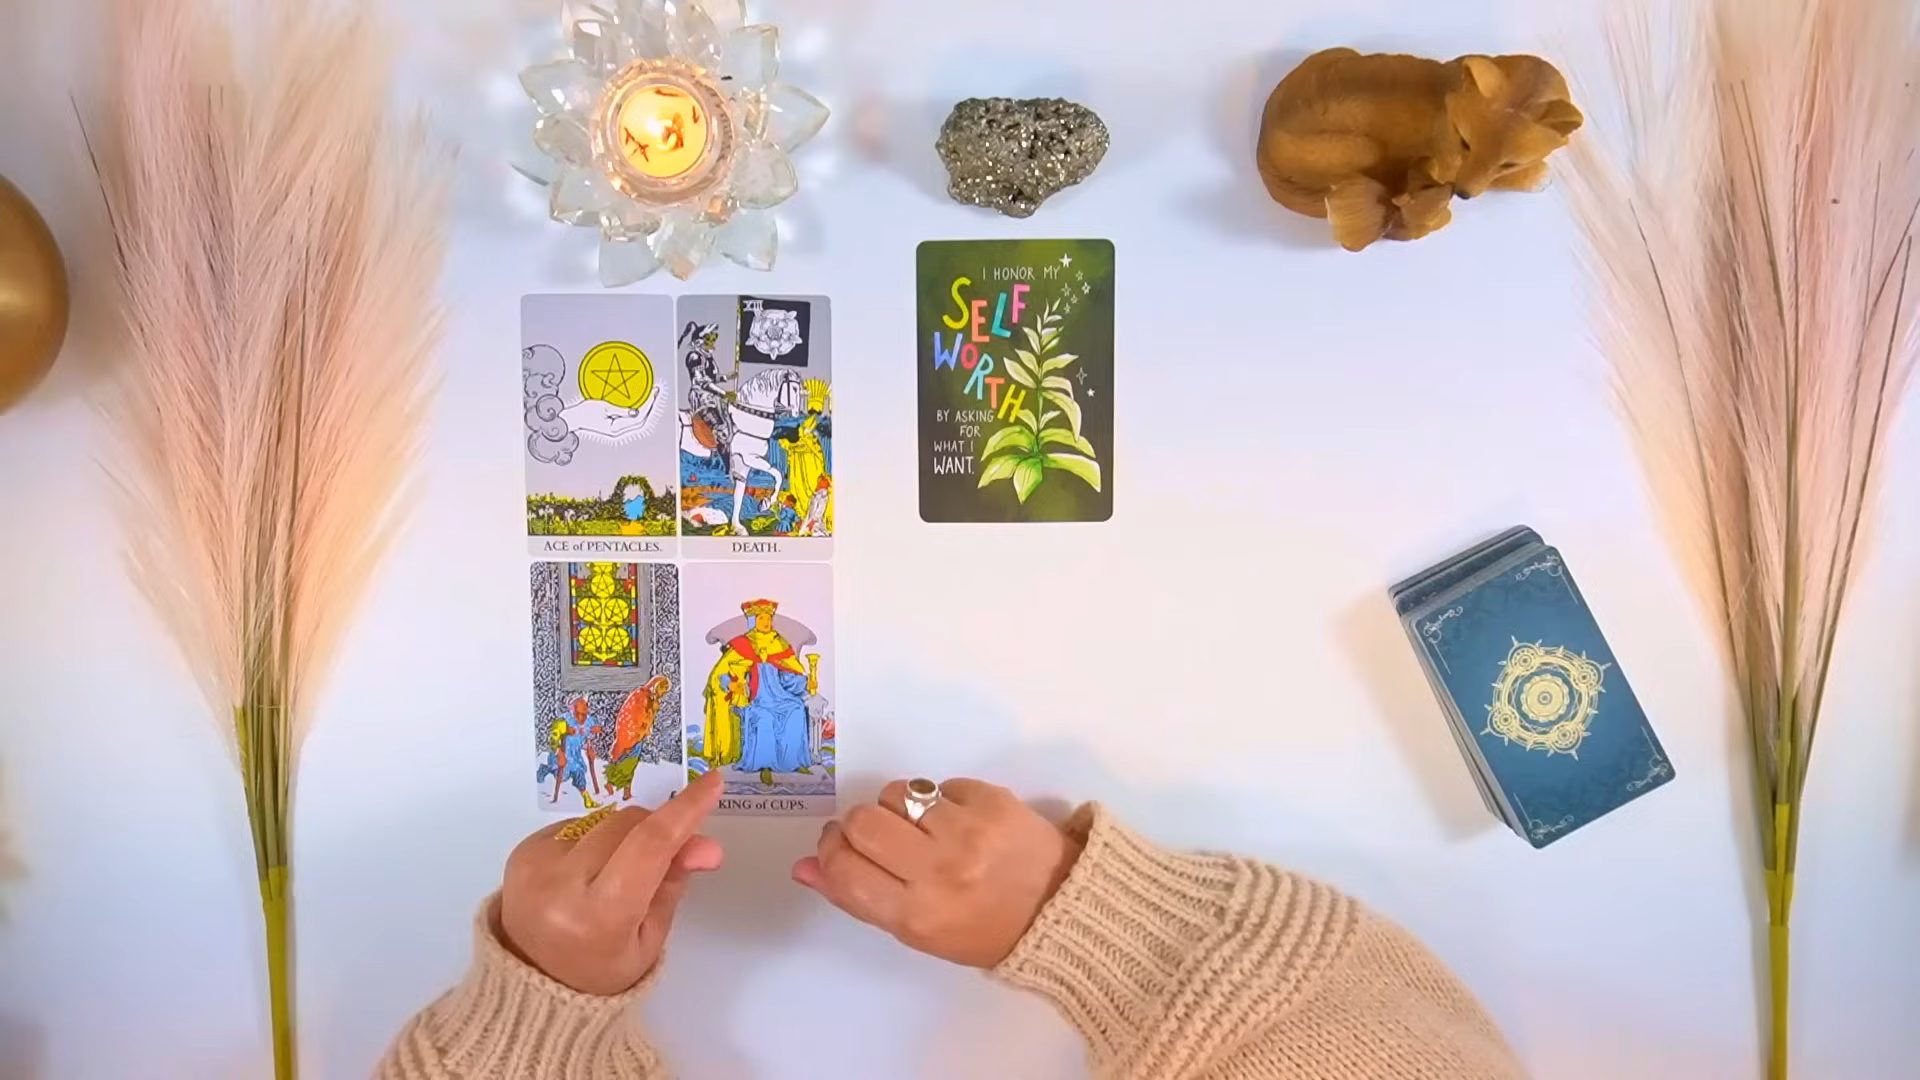 XIII
ACE of PENTACLES.
DEATH.
KING of CUPS.
I HONOR MY
SELF
WORTH
BY ASKING
FOR
WHAT I
WANT.